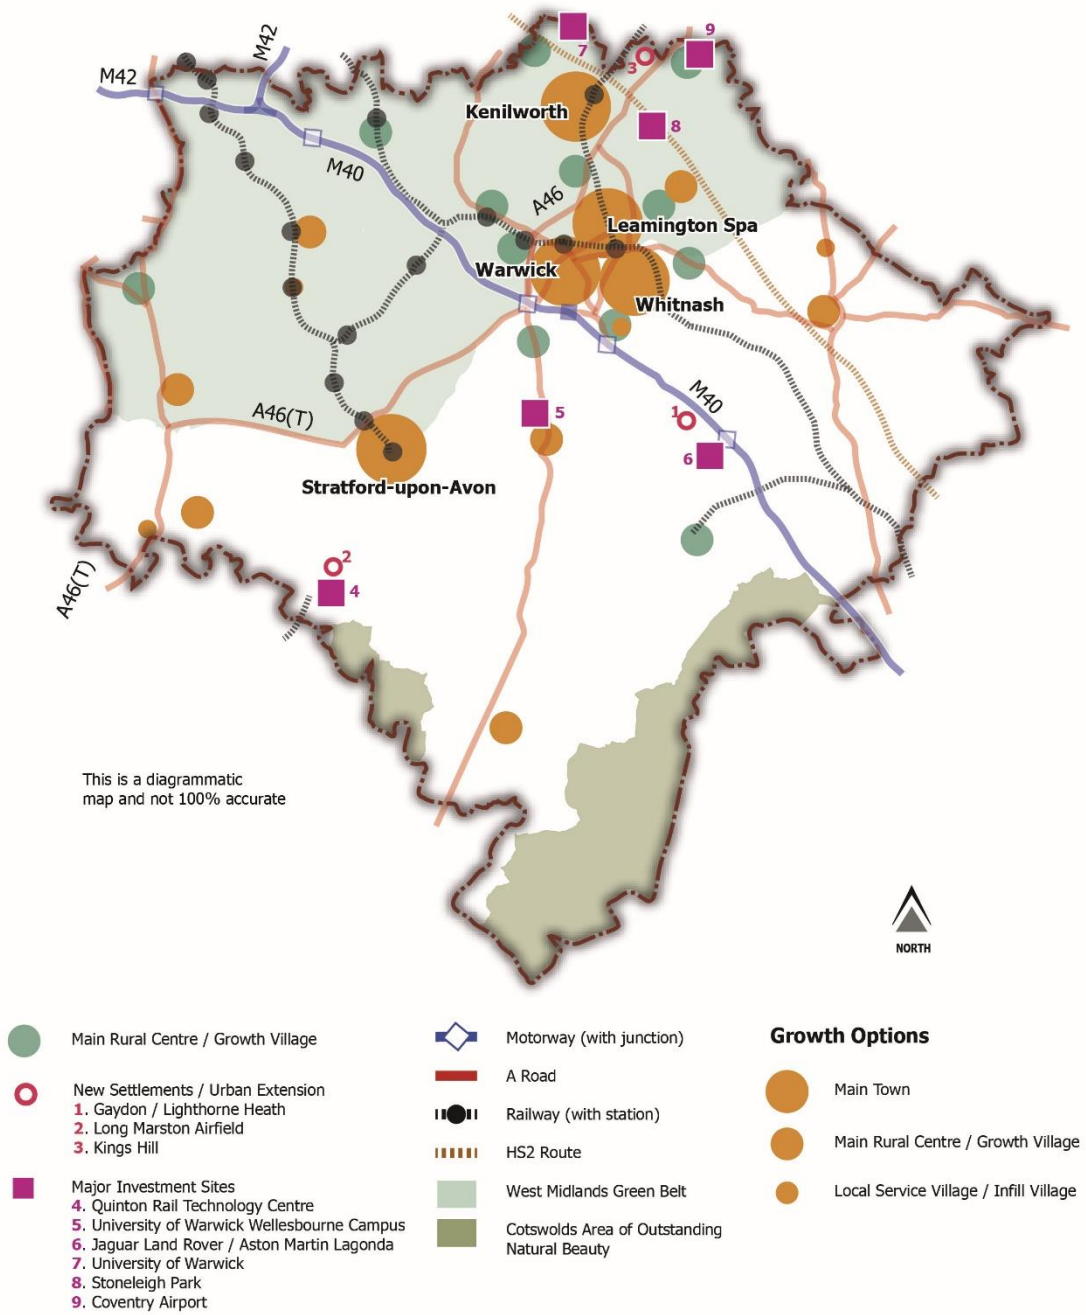 M42
M42
7
9
3
Kenilworth
8
M40
A46
Leamington Spa
Warwick
Whitnash
M40
A46(T)
5
1
6
Stratford-upon-Avon
2
A46(T)
4
This is a diagrammatic
map and not 100% accurate
NORTH
Main Rural Centre / Growth Village
New Settlements / Urban Extension
1. Gaydon / Lighthorne Heath
2. Long Marston Airfield
3. Kings Hill
Major Investment Sites
4. Quinton Rail Technology Centre
5. University of Warwick Wellesbourne Campus
6. Jaguar Land Rover / Aston Martin Lagonda
7. University of Warwick
8. Stoneleigh Park
9. Coventry Airport
Motorway (with junction)
A Road
Railway (with station)
HS2 Route
West Midlands Green Belt
Cotswolds Area of Outstanding
Natural Beauty
Growth Options
Main Town
Main Rural Centre / Growth Village
Local Service Village / Infill Village